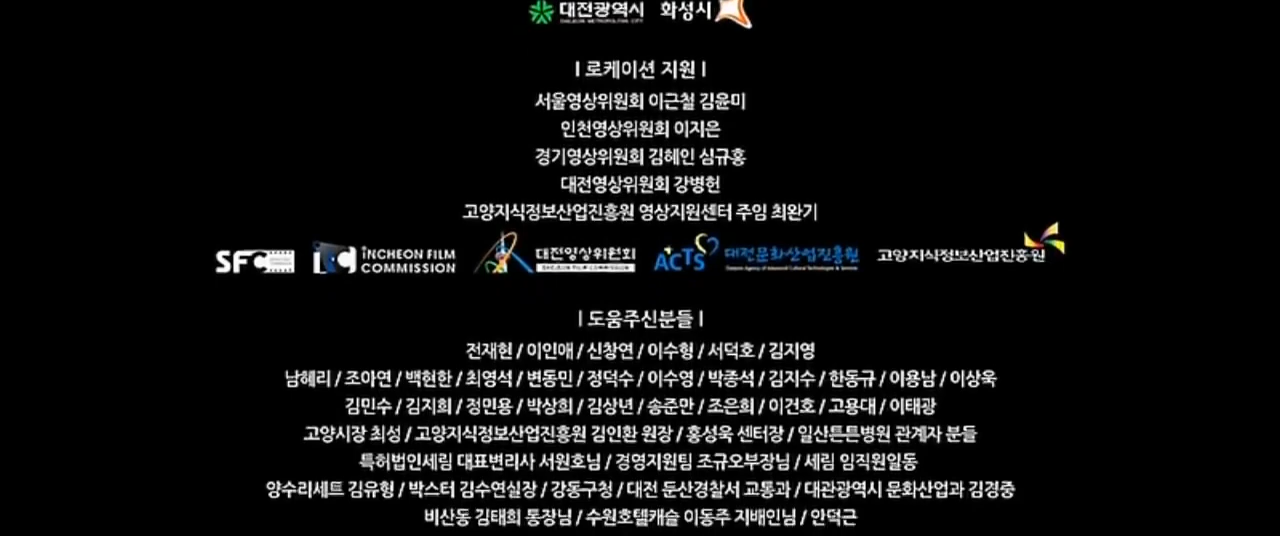 대전광역시 화성시
DAEJEON METROPOLITAN CITY
| 로케이션 지원 |
서울영상위원회 이근철 김윤미
인천영상위원회 이지은
경기영상위원회 김혜인 심규홍
대전영상위원회 강병헌
고양지식정보산업진흥원 영상지원센터 주임 최완기
SFC INCHEON FILM COMMISSION 대전영상위원회 DAEJEON FILM COMMISSION ACTS 대전문화산업진흥원 고양지식정보산업진흥원
| 도움주신분들 |
전재현 / 이인애 / 신창연 / 이수형 / 서덕호 / 김지영
남혜리 / 조아연 / 백현한 / 최영석 / 변동민 / 정덕수 / 이수영 / 박종석 / 김지수 / 한동규 / 이용남 / 이상욱
김민수 / 김지희 / 정민용 / 박상희 / 김상년 / 송준만 / 조은희 / 이건호 / 고용대 / 이태광
고양시장 최성 / 고양지식정보산업진흥원 김인환 원장 / 홍성욱 센터장 / 일산튼튼병원 관계자 분들
특허법인세림 대표변리사 서원호님 / 경영지원팀 조규오부장님 / 세림 임직원일동
양수리세트 김유형 / 박스터 김수연실장 / 강동구청 / 대전 둔산경찰서 교통과 / 대관광역시 문화산업과 김경중
비산동 김태희 통장님 / 수원호텔캐슬 이동주 지배인님 / 안덕근